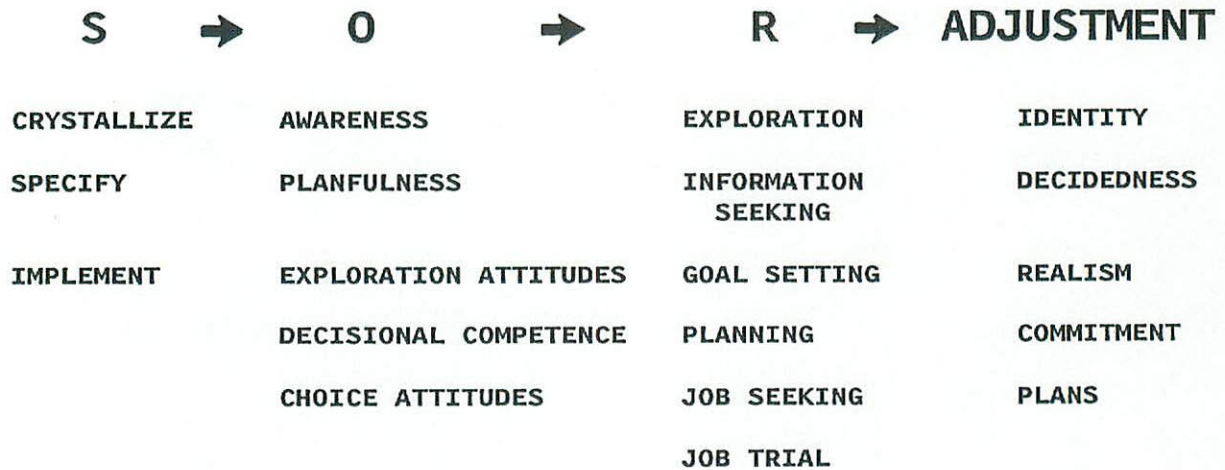 S → O → R → ADJUSTMENT
CRYSTALLIZE AWARENESS EXPLORATION IDENTITY
SPECIFY PLANFULNESS INFORMATION DECIDEDNESS
SEEKING
IMPLEMENT EXPLORATION ATTITUDES GOAL SETTING REALISM
DECISIONAL COMPETENCE PLANNING COMMITMENT
CHOICE ATTITUDES JOB SEEKING PLANS
JOB TRIAL